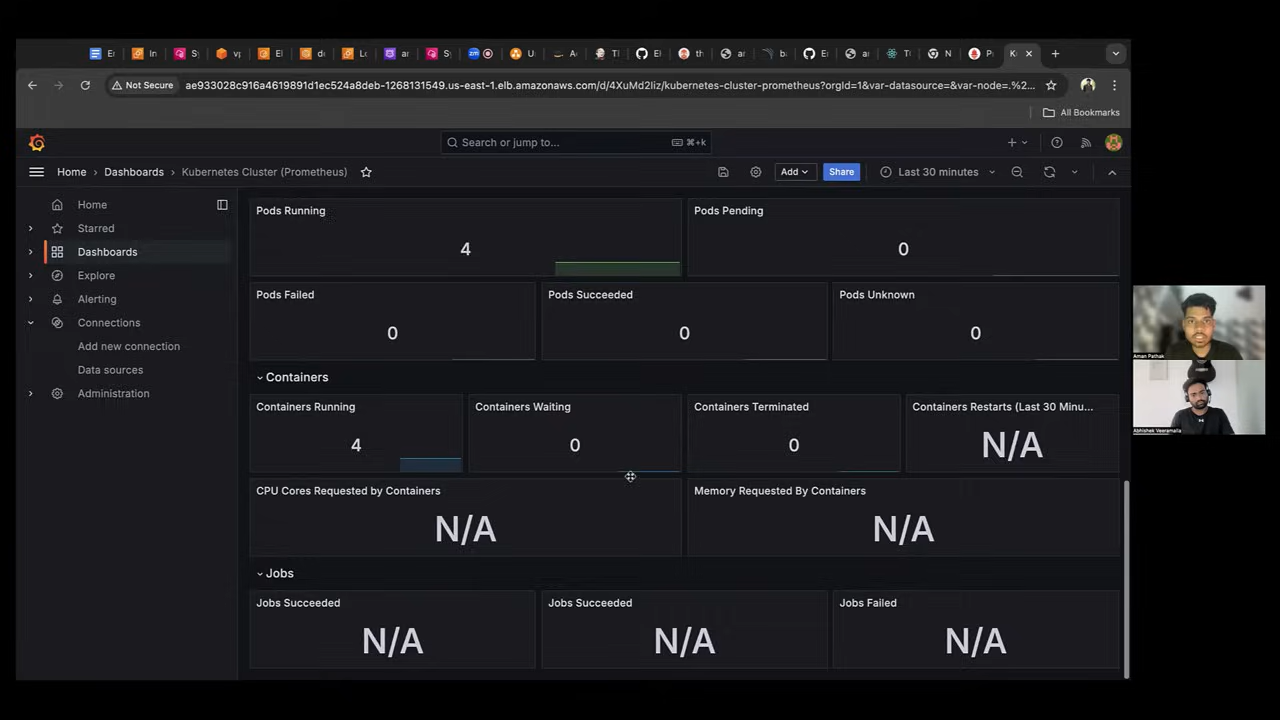 Not Secure
ae933028c916a4619891d1ec524a8deb-1268131549.us-east-1.elb.amazonaws.com/d/4XuMd2Iiz/kubernetes-cluster-prometheus?orgId=1&var-datasource=&var-node=.%2...
All Bookmarks
Search or jump to... ⌘+k
Home > Dashboards > Kubernetes Cluster (Prometheus)
Add
Share
Last 30 minutes
Home
Starred
Dashboards
Explore
Alerting
Connections
Add new connection
Data sources
Administration
Pods Running
4
Pods Pending
0
Pods Failed
0
Pods Succeeded
0
Pods Unknown
0
Containers
Containers Running
4
Containers Waiting
0
Containers Terminated
0
Containers Restarts (Last 30 Minu...
N/A
CPU Cores Requested by Containers
N/A
Memory Requested By Containers
N/A
Jobs
Jobs Succeeded
N/A
Jobs Succeeded
N/A
Jobs Failed
N/A
Aman Pathak
Abhishek Veeramalla